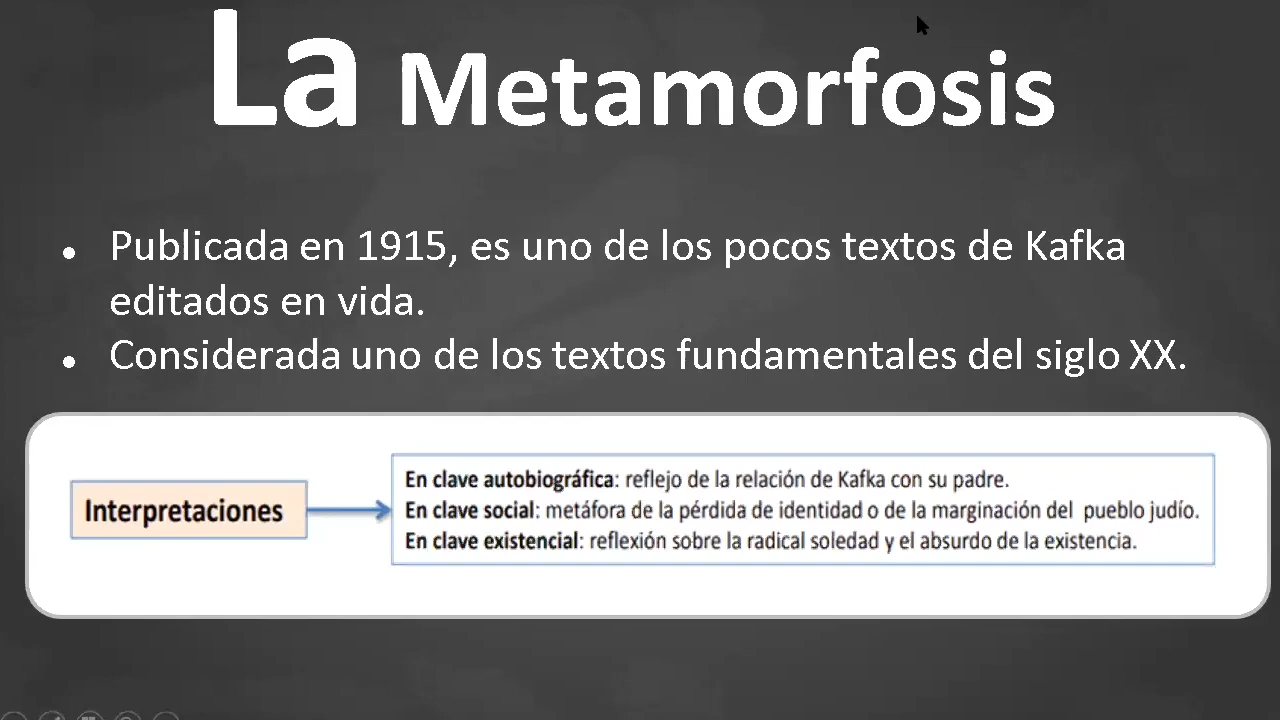 La Metamorfosis
• Publicada en 1915, es uno de los pocos textos de Kafka
editados en vida.
• Considerada uno de los textos fundamentales del siglo XX.
Interpretaciones
En clave autobiográfica: reflejo de la relación de Kafka con su padre.
En clave social: metáfora de la pérdida de identidad o de la marginación del pueblo judío.
En clave existencial: reflexión sobre la radical soledad y el absurdo de la existencia.